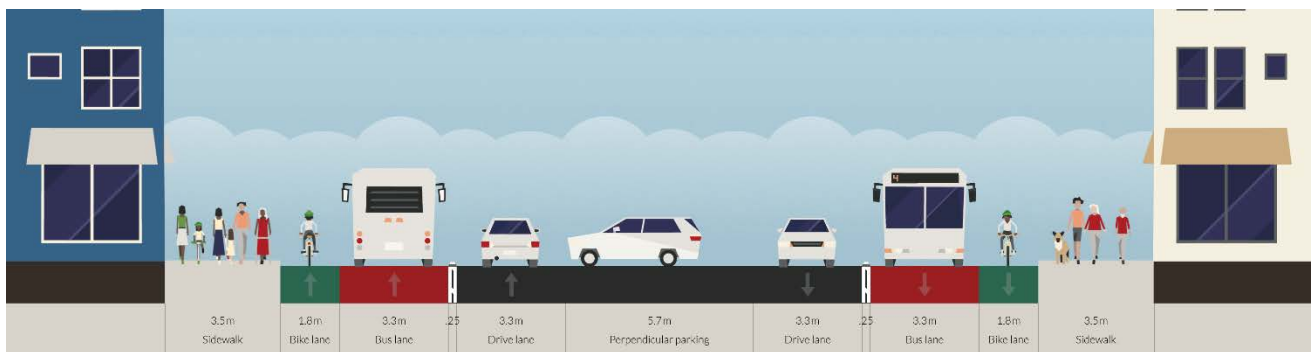 4
3.5m
Sidewalk
1.8m
Bike lane
3.3m
Bus lane
.25
3.3m
Drive lane
5.7m
Perpendicular parking
3.3m
Drive lane
.25
3.3m
Bus lane
1.8m
Bike lane
3.5m
Sidewalk